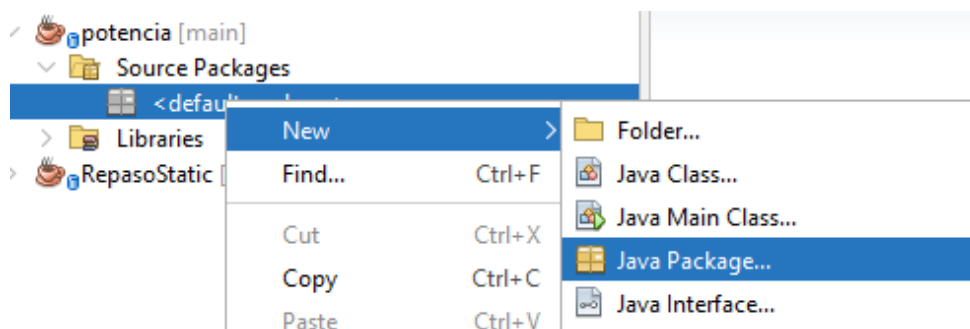 potencia [main]
Source Packages
<defau
Libraries
RepasoStatic [
New
Find... Ctrl+F
Cut Ctrl+X
Copy Ctrl+C
Paste Ctrl+V
Folder...
Java Class...
Java Main Class...
Java Package...
Java Interface...